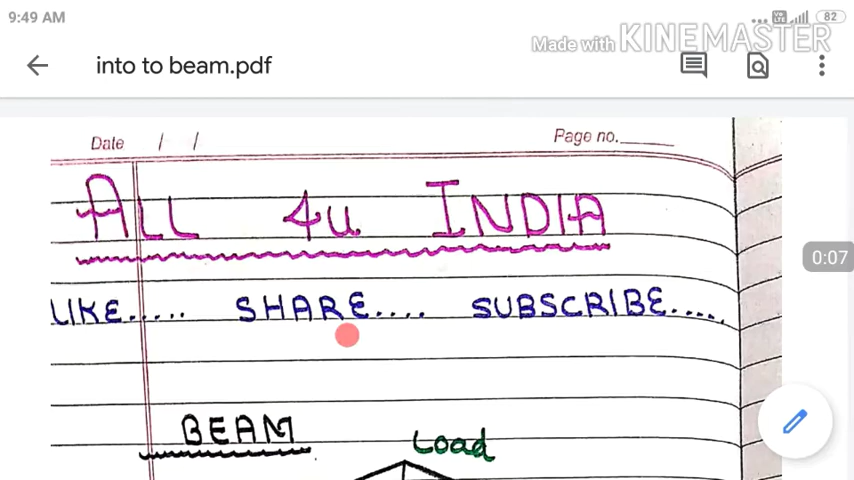 9:49 AM
82
Made with KINEMASTER
into to beam.pdf
Date / /
Page no.
ALL 4u INDIA
0:07
LIKE..... SHARE.... SUBSCRIBE.....
BEAM
Load